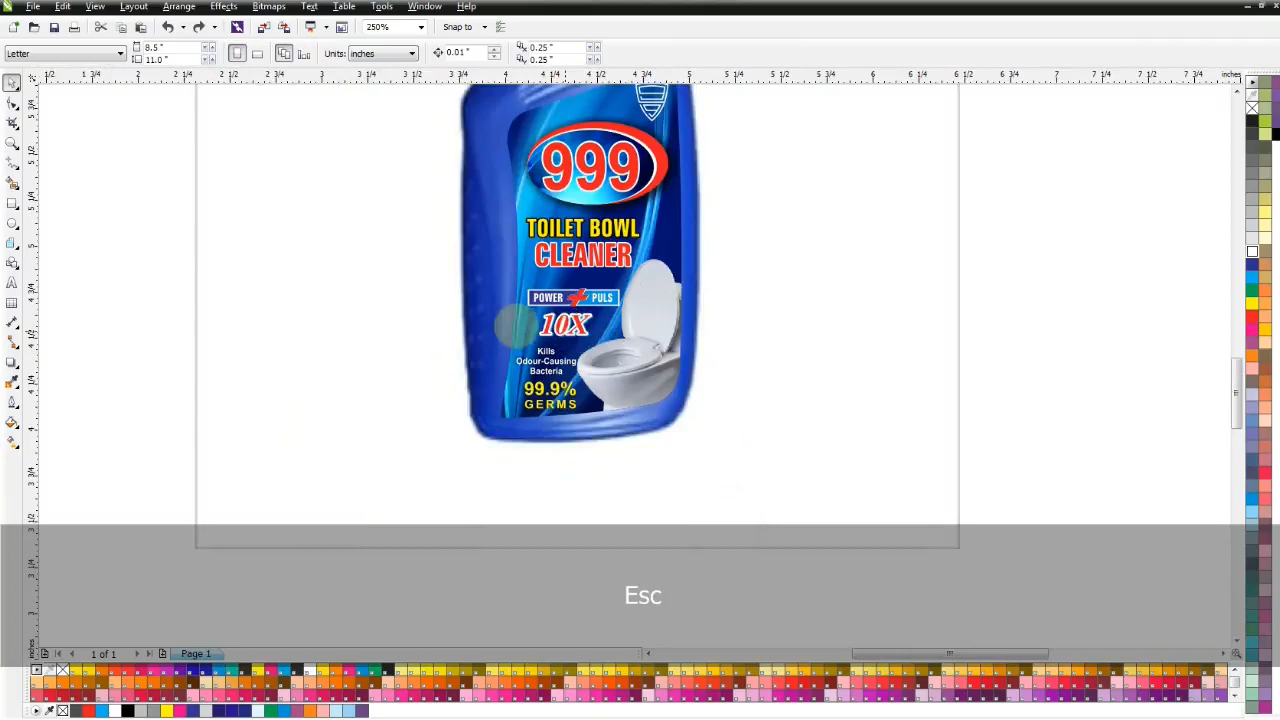 File Edit View Layout Arrange Effects Bitmaps Text Table Tools Window Help
250% Snap to
Letter 8.5 " 11.0 " Units: inches 0.01 " 0.25 " 0.25 "
inches
999
TOILET BOWL
CLEANER
POWER PULS
10X
Kills
Odour-Causing
Bacteria
99.9%
GERMS
Esc
1 of 1 Page 1